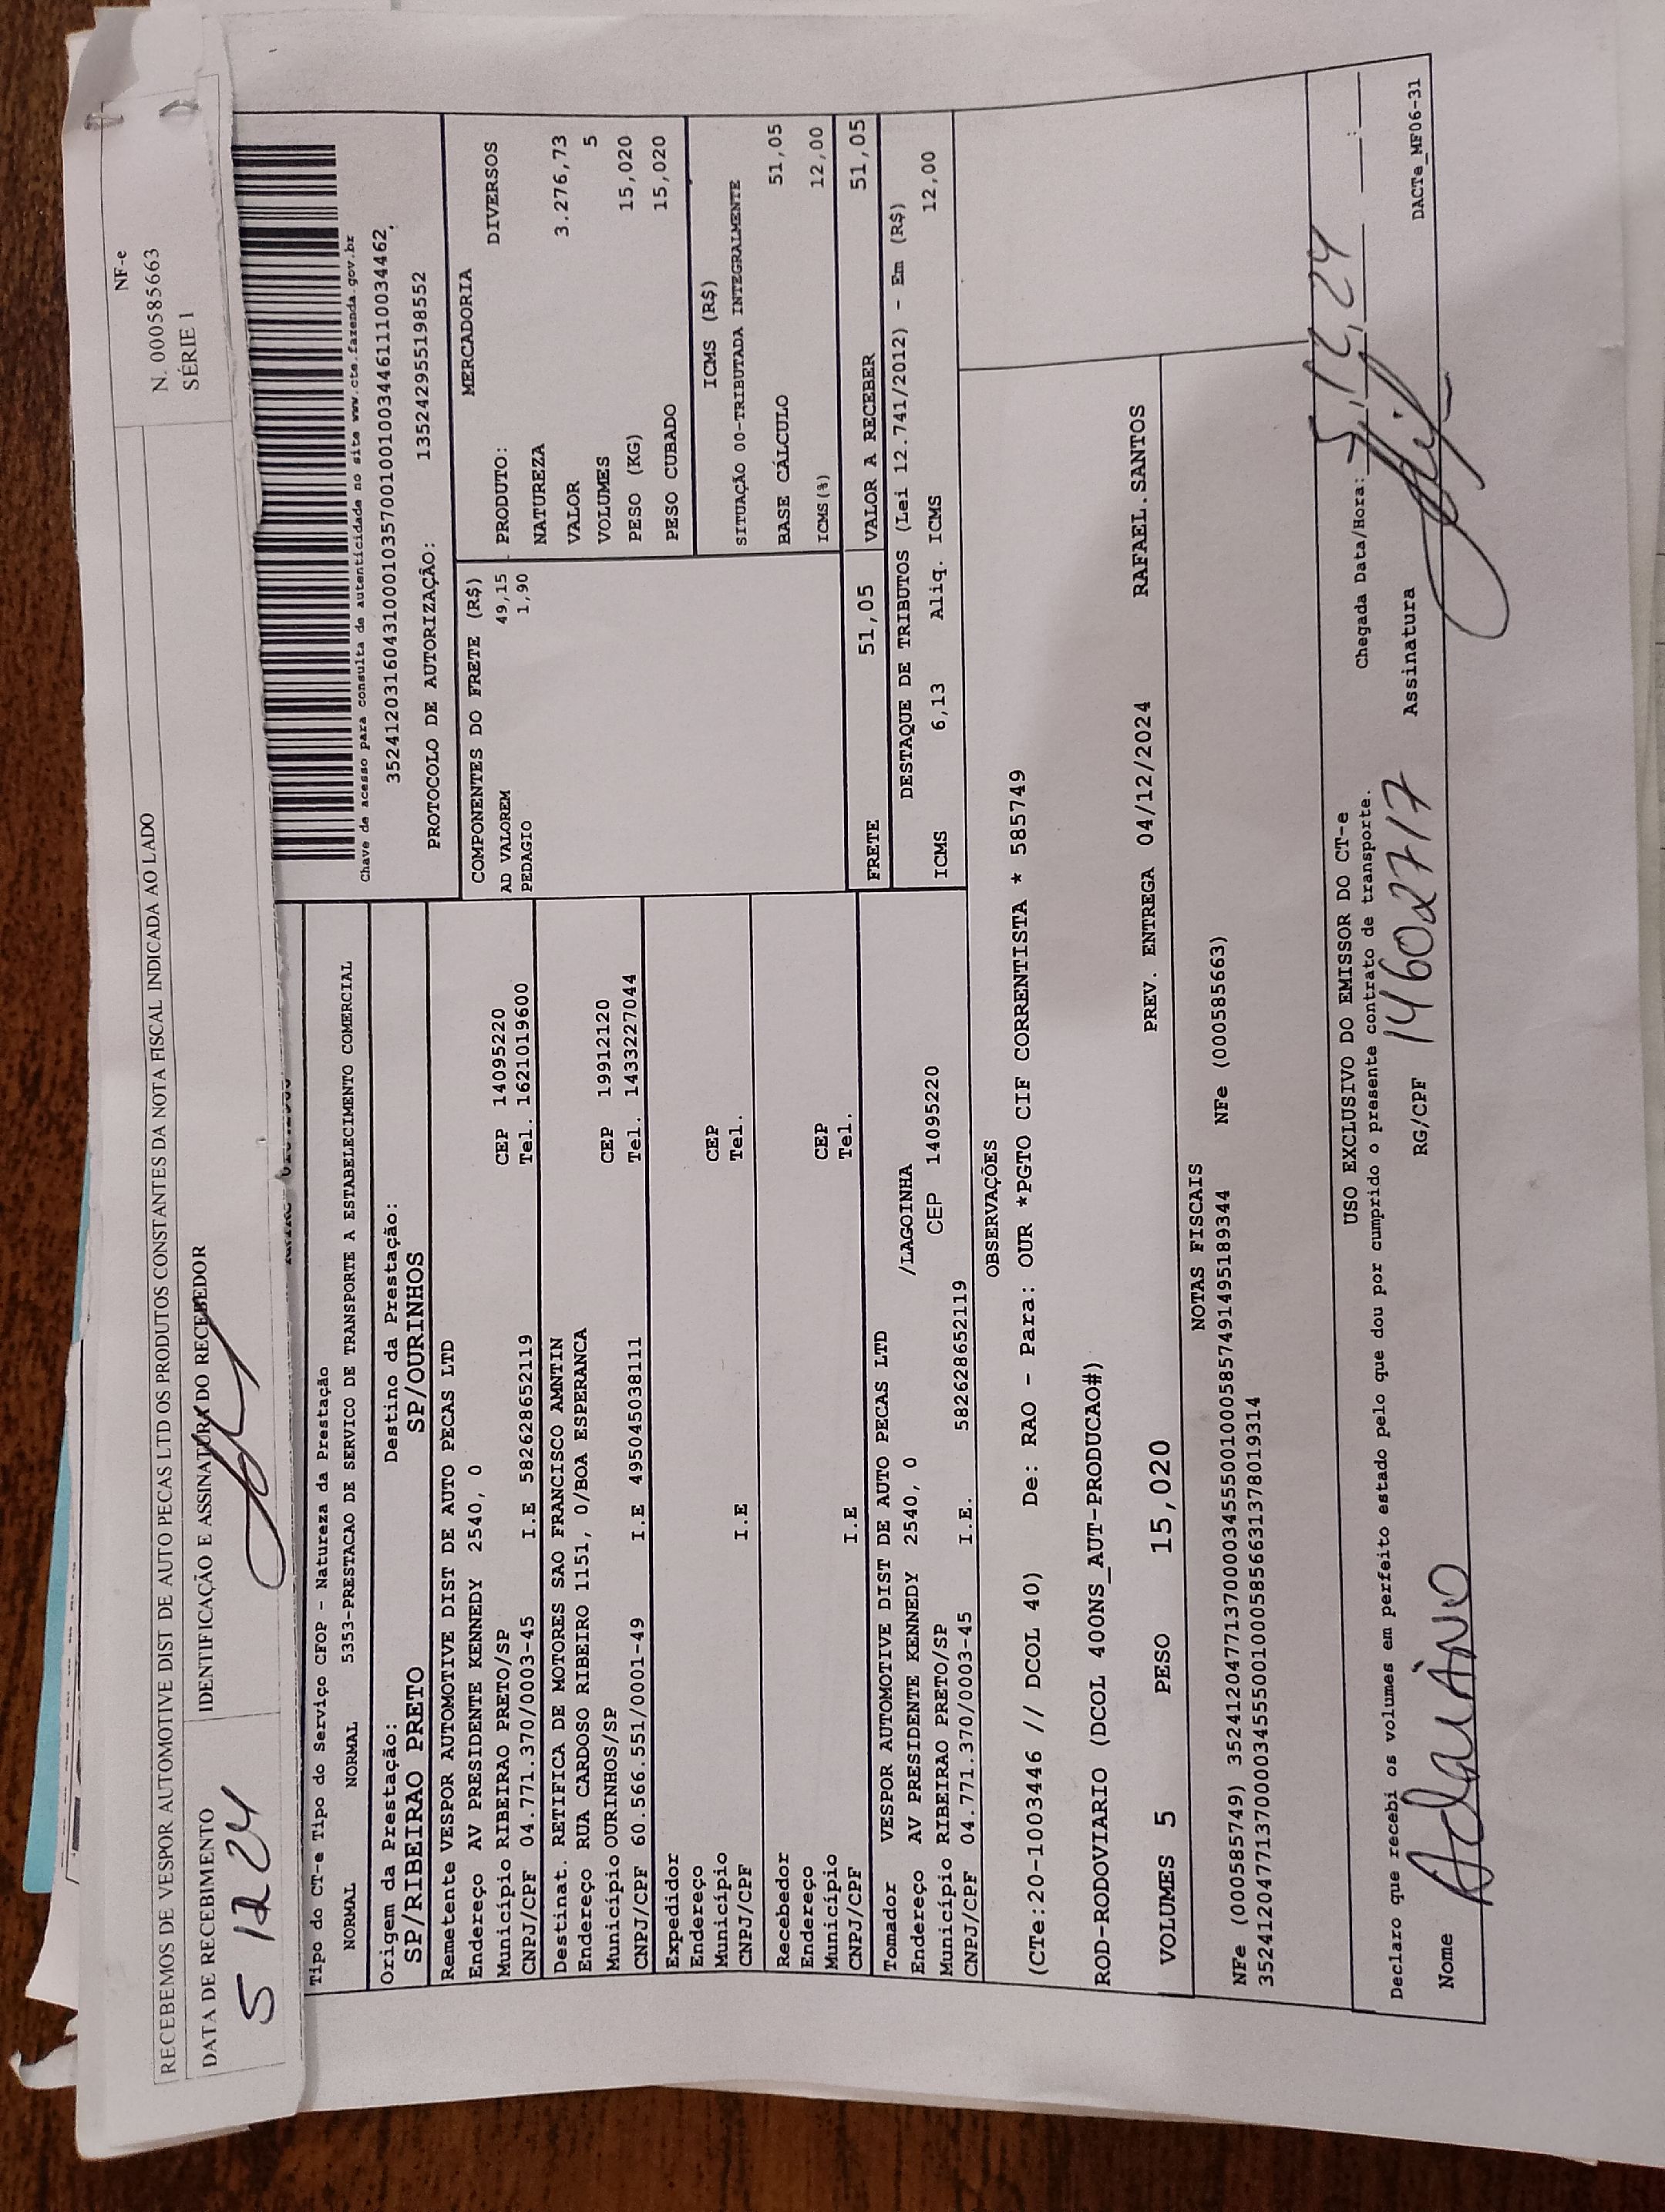 RECEBEMOS DE VESPOR AUTOMOTIVE DIST DE AUTO PECAS LTD OS PRODUTOS CONSTANTES DA NOTA FISCAL INDICADA AO LADO
NF-e
N. 000585663
SÉRIE 1
DATA DE RECEBIMENTO
IDENTIFICAÇÃO E ASSINATURA DO RECEBEDOR
5 12 24
Chave de acesso para consulta de autenticidade no site www.cte.fazenda.gov.br
35241203160431000103570010010034461110034462
PROTOCOLO DE AUTORIZAÇÃO: 135242955198552
Tipo do CT-e Tipo do Serviço CFOP - Natureza da Prestação
NORMAL NORMAL 5353-PRESTACAO DE SERVICO DE TRANSPORTE A ESTABELECIMENTO COMERCIAL
Origem da Prestação: Destino da Prestação:
SP/RIBEIRAO PRETO SP/OURINHOS
Remetente VESPOR AUTOMOTIVE DIST DE AUTO PECAS LTD
Endereço AV PRESIDENTE KENNEDY 2540, 0
Município RIBEIRAO PRETO/SP CEP 14095220
CNPJ/CPF 04.771.370/0003-45 I.E 582628652119 Tel. 1621019600
Destinat. RETIFICA DE MOTORES SAO FRANCISCO AMNTIN
Endereço RUA CARDOSO RIBEIRO 1151, 0/BOA ESPERANCA
Município OURINHOS/SP CEP 19912120
CNPJ/CPF 60.566.551/0001-49 I.E 495045038111 Tel. 1433227044
Expedidor
Endereço
Município CEP
CNPJ/CPF I.E Tel.
Recebedor
Endereço
Município CEP
CNPJ/CPF I.E Tel.
Tomador VESPOR AUTOMOTIVE DIST DE AUTO PECAS LTD
Endereço AV PRESIDENTE KENNEDY 2540, 0 /LAGOINHA
Município RIBEIRAO PRETO/SP CEP 14095220
CNPJ/CPF 04.771.370/0003-45 I.E. 582628652119
COMPONENTES DO FRETE (R$)
AD VALOREM 49,15
PEDAGIO 1,90
MERCADORIA
PRODUTO: DIVERSOS
NATUREZA
VALOR 3.276,73
VOLUMES 5
PESO (KG) 15,020
PESO CUBADO 15,020
ICMS (R$)
SITUAÇÃO 00-TRIBUTADA INTEGRALMENTE
BASE CÁLCULO 51,05
ICMS(%) 12,00
FRETE 51,05 VALOR A RECEBER 51,05
DESTAQUE DE TRIBUTOS (Lei 12.741/2012) - Em (R$)
ICMS 6,13 Aliq. ICMS 12,00
OBSERVAÇÕES
(CTe:20-1003446 // DCOL 40) De: RAO - Para: OUR *PGTO CIF CORRENTISTA * 585749
ROD-RODOVIARIO (DCOL 400NS_AUT-PRODUCAO#)
PREV. ENTREGA 04/12/2024 RAFAEL.SANTOS
VOLUMES 5 PESO 15,020
NOTAS FISCAIS
NFe (000585749) 35241204771370000345550010005857491495189344 NFe (000585663)
35241204771370000345550010005856631378019314
USO EXCLUSIVO DO EMISSOR DO CT-e
Declaro que recebi os volumes em perfeito estado pelo que dou por cumprido o presente contrato de transporte.
Chegada Data/Hora: 5, 12, 24 :
Nome AdRiANO RG/CPF 14602717 Assinatura
DACTe_MF06-31